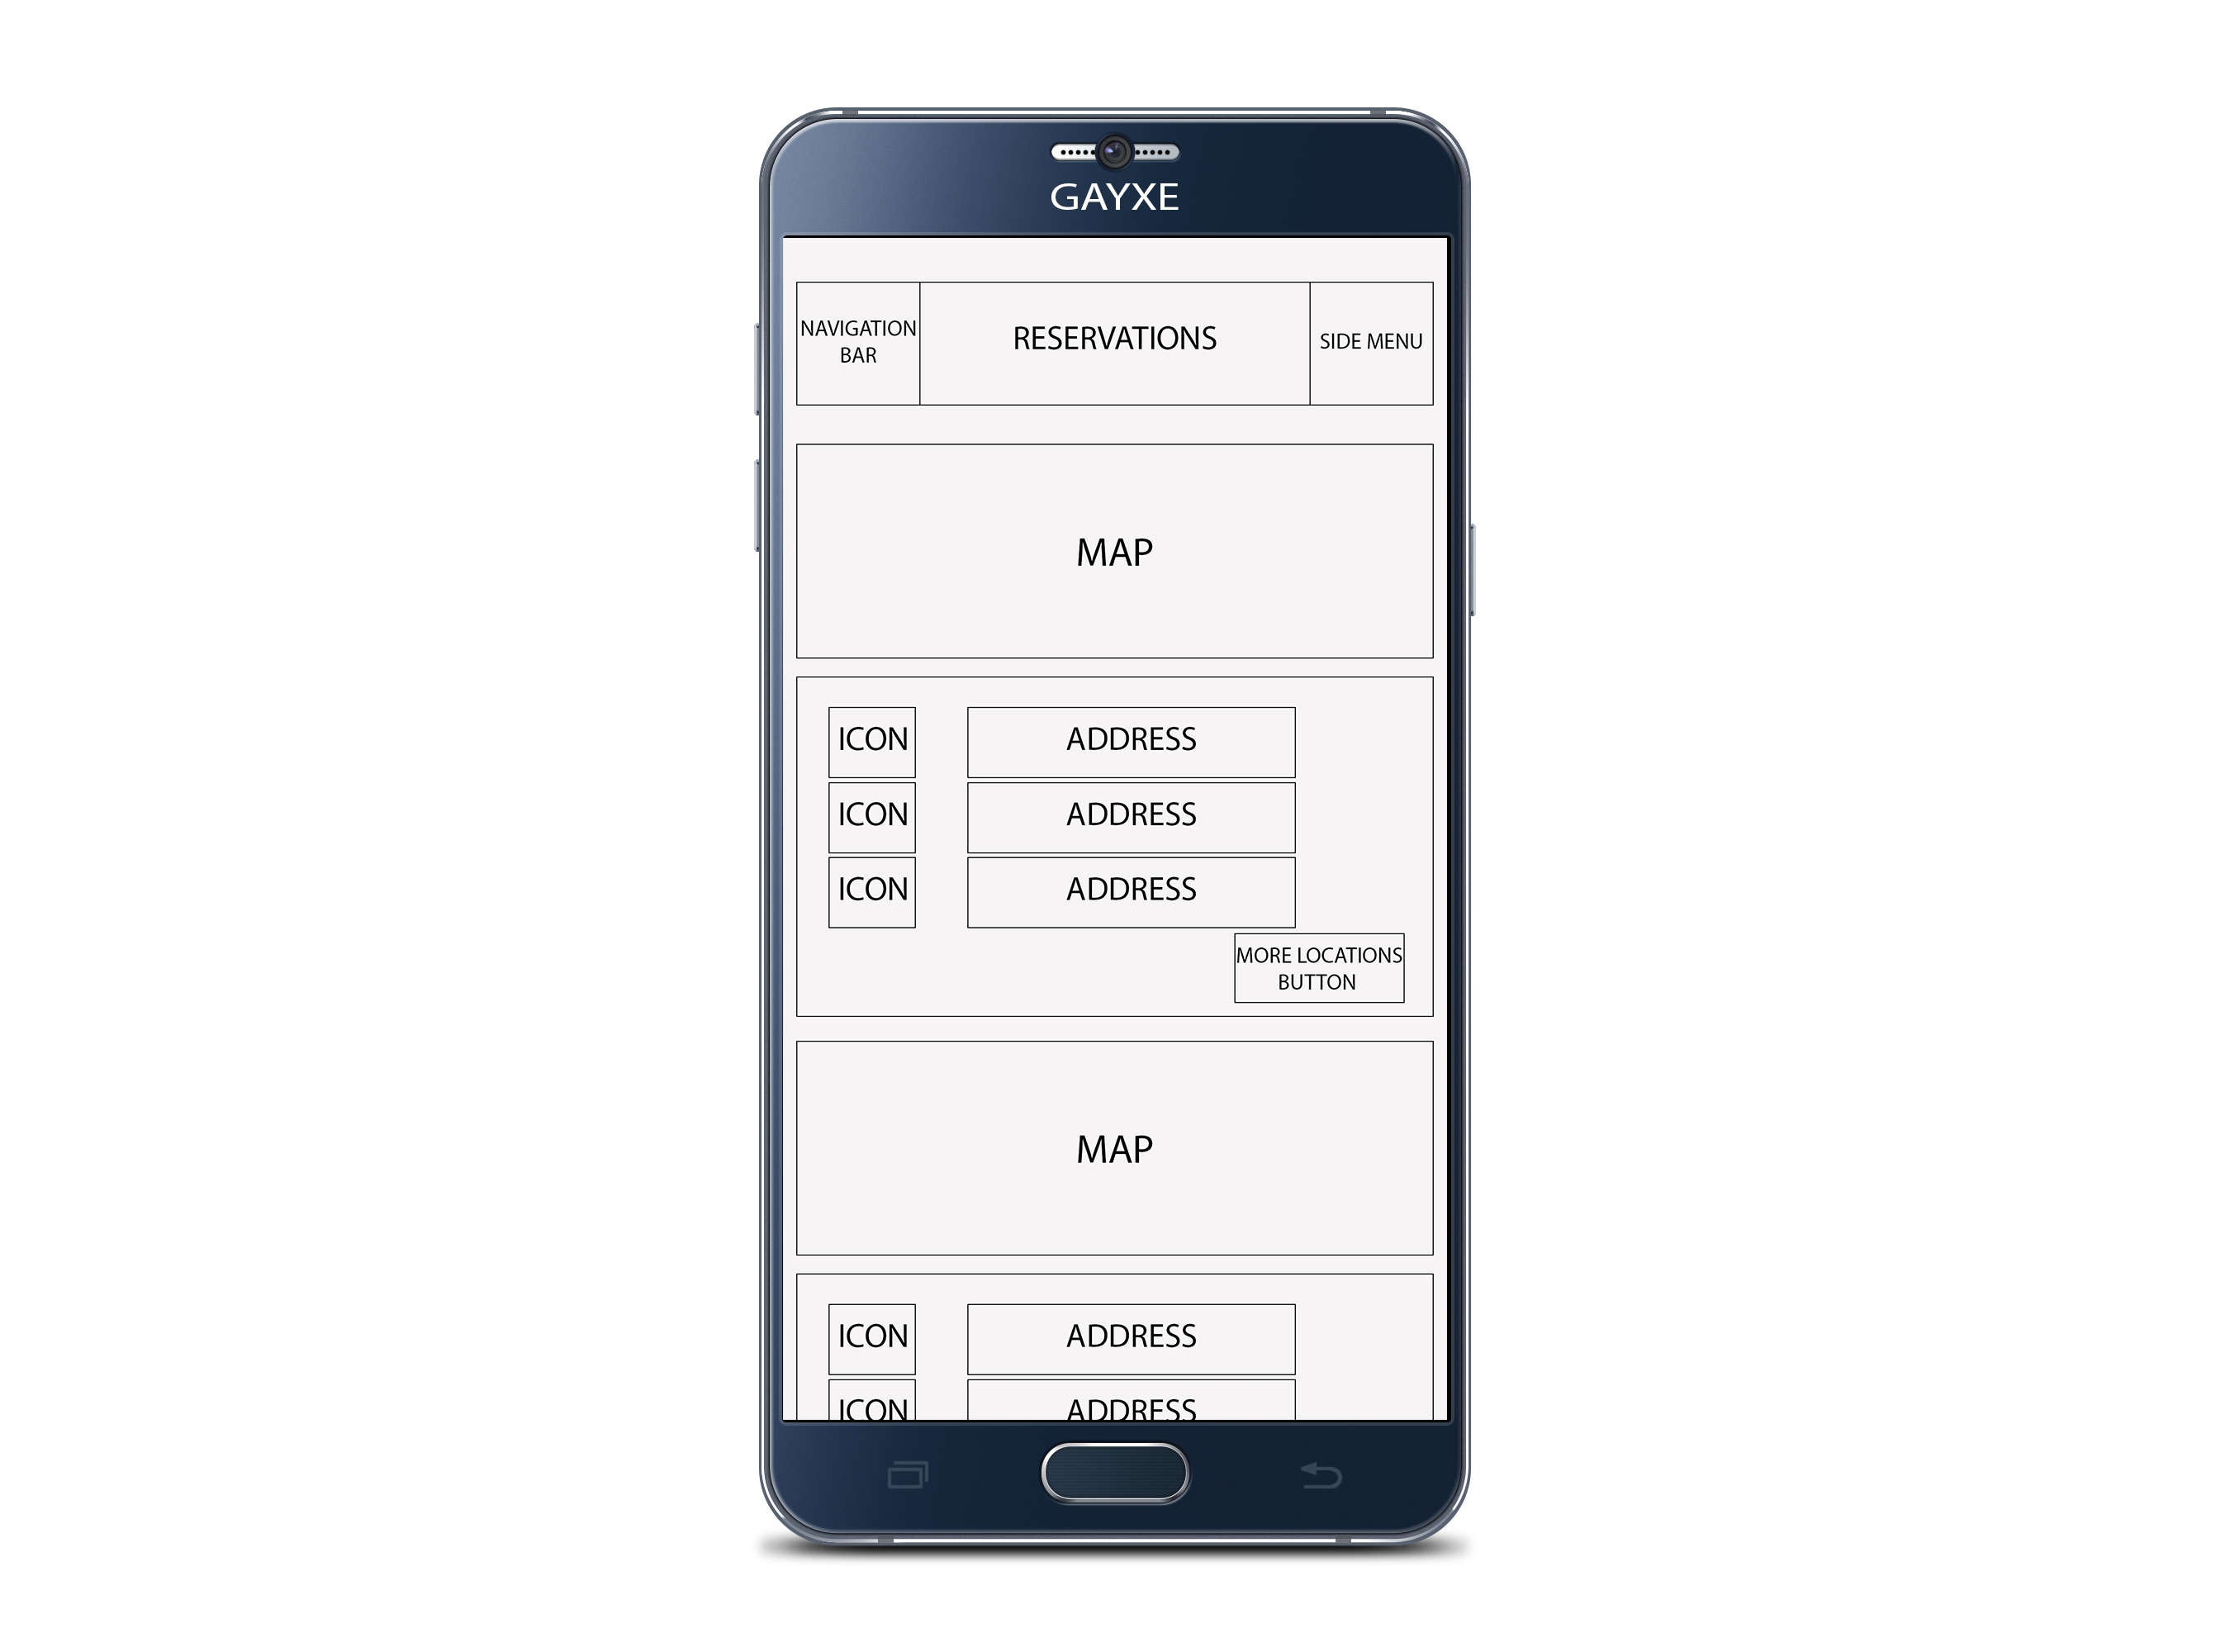 GAYXE
NAVIGATION
BAR
RESERVATIONS
SIDE MENU
MAP
ICON
ADDRESS
ICON
ADDRESS
ICON
ADDRESS
MORE LOCATIONS
BUTTON
MAP
ICON
ADDRESS
ICON
ADDRESS